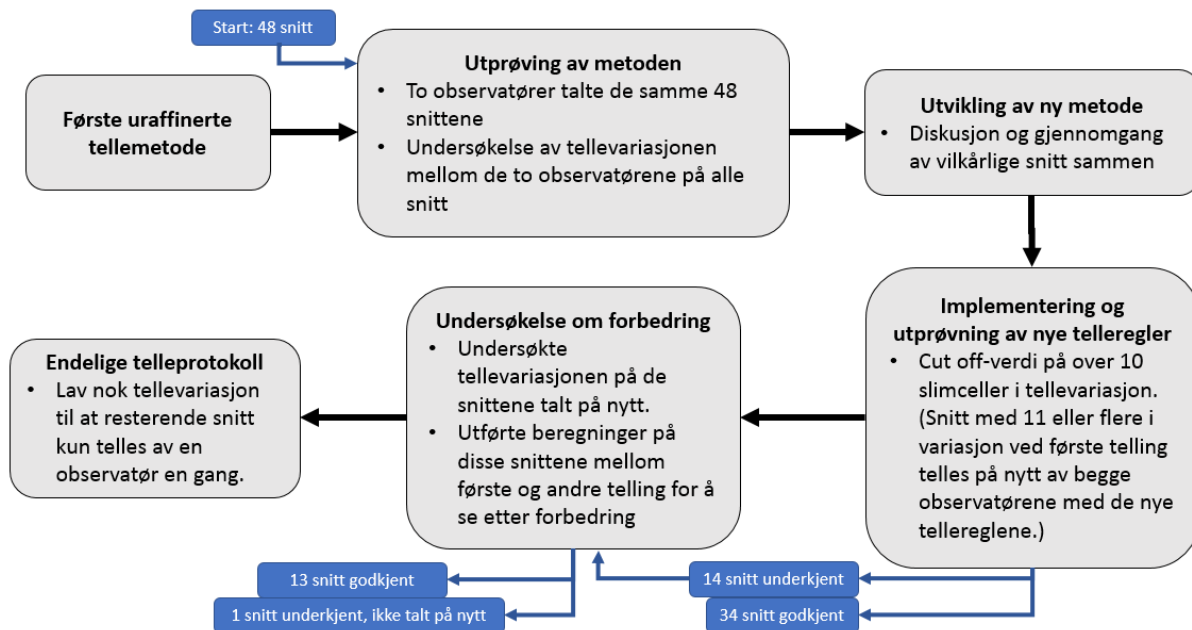 Start: 48 snitt
Første uraffinerte
tellemetode
Utprøving av metoden
• To observatører talte de samme 48
snittene
• Undersøkelse av tellevariasjonen
mellom de to observatørene på alle
snitt
Utvikling av ny metode
• Diskusjon og gjennomgang
av vilkårlige snitt sammen
Implementering og
utprøvning av nye telleregler
• Cut off-verdi på over 10
slimceller i tellevariasjon.
(Snitt med 11 eller flere i
variasjon ved første telling
telles på nytt av begge
observatørene med de nye
tellereglene.)
Undersøkelse om forbedring
• Undersøkte
tellevariasjonen på de
snittene talt på nytt.
• Utførte beregninger på
disse snittene mellom
første og andre telling for å
se etter forbedring
Endelige telleprotokoll
• Lav nok tellevariasjon
til at resterende snitt
kun telles av en
observatør en gang.
14 snitt underkjent
34 snitt godkjent
13 snitt godkjent
1 snitt underkjent, ikke talt på nytt